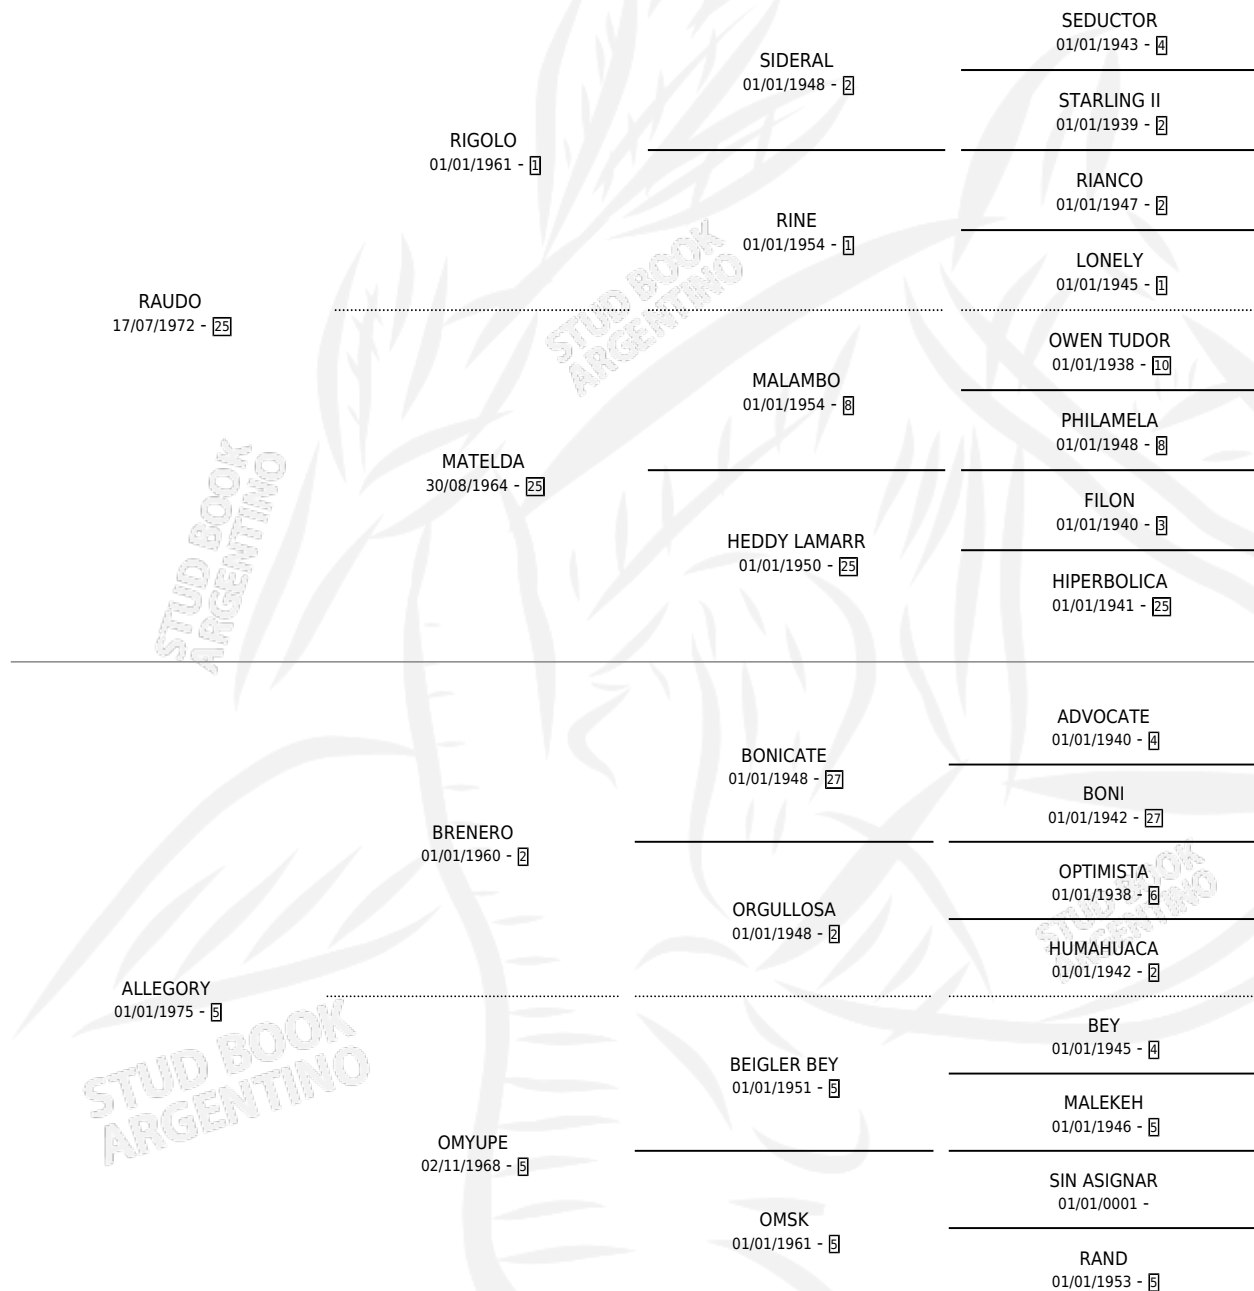 SEDUCTOR
01/01/1943 - 4
SIDERAL
01/01/1948 - 2
STARLING II
01/01/1939 - 2
RIGOLO
01/01/1961 - 1
RIANCO
01/01/1947 - 2
RINE
01/01/1954 - 1
LONELY
01/01/1945 - 1
RAUDO
17/07/1972 - 25
OWEN TUDOR
01/01/1938 - 10
MALAMBO
01/01/1954 - 8
PHILAMELA
01/01/1948 - 8
MATELDA
30/08/1964 - 25
FILON
01/01/1940 - 3
HEDDY LAMARR
01/01/1950 - 25
HIPERBOLICA
01/01/1941 - 25
ADVOCATE
01/01/1940 - 4
BONICATE
01/01/1948 - 27
BONI
01/01/1942 - 27
BRENERO
01/01/1960 - 2
OPTIMISTA
01/01/1938 - 6
ORGULLOSA
01/01/1948 - 2
HUMAHUACA
01/01/1942 - 2
ALLEGORY
01/01/1975 - 5
BEY
01/01/1945 - 4
BEIGLER BEY
01/01/1951 - 5
MALEKEH
01/01/1946 - 5
OMYUPE
02/11/1968 - 5
SIN ASIGNAR
01/01/0001 -
OMSK
01/01/1961 - 5
RAND
01/01/1953 - 5
STUD BOOK
ARGENTINO
STUD BOOK
ARGENTINO
STUD BOOK
ARGENTINO
STUD BOOK
ARGENTINO